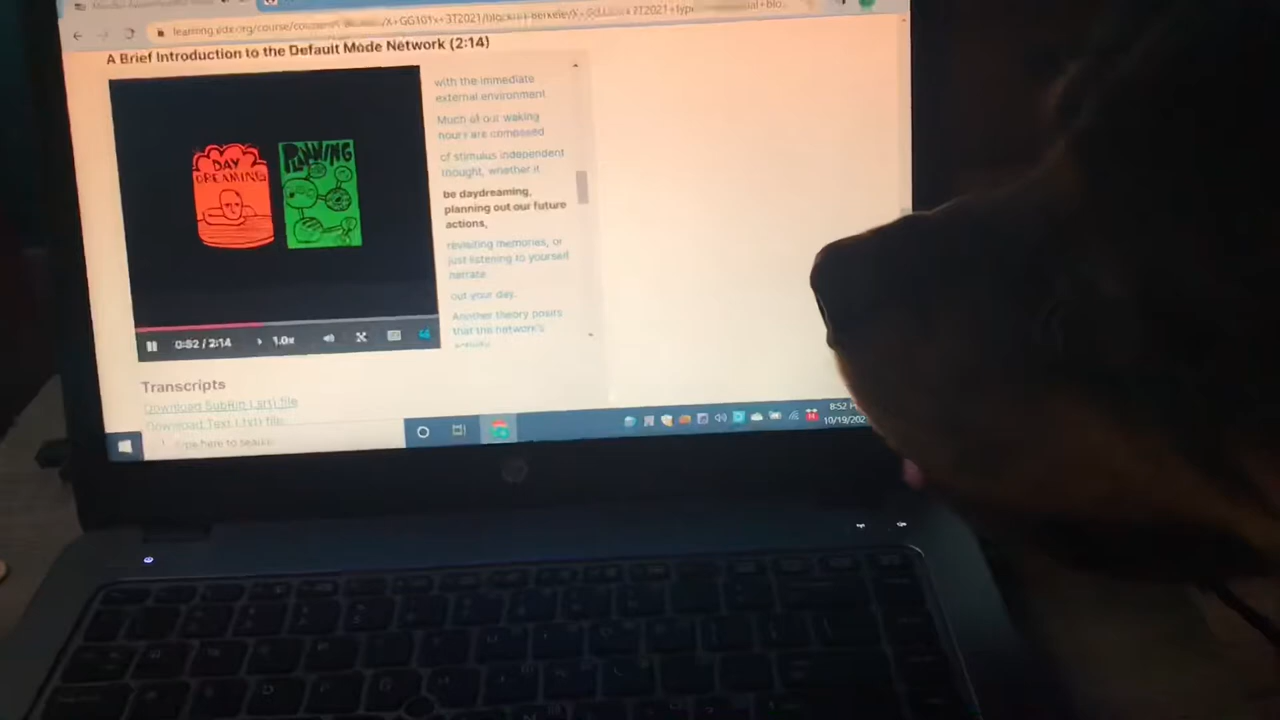 A Brief Introduction to the Default Mode Network (2:14)
with the immediate
external environment.
Much of our waking
hours are composed
of stimulus independent
thought, whether it
be daydreaming,
planning out our future
actions,
revisiting memories, or
just listening to yourself
narrate
out your day.
Another theory posits
that the network's
DAY
DREAMING
PLANNING
0:52 / 2:14
1.0x
Transcripts
Download SubRip (.srt) file
Download Text (.txt) file
8:52
10/19/202